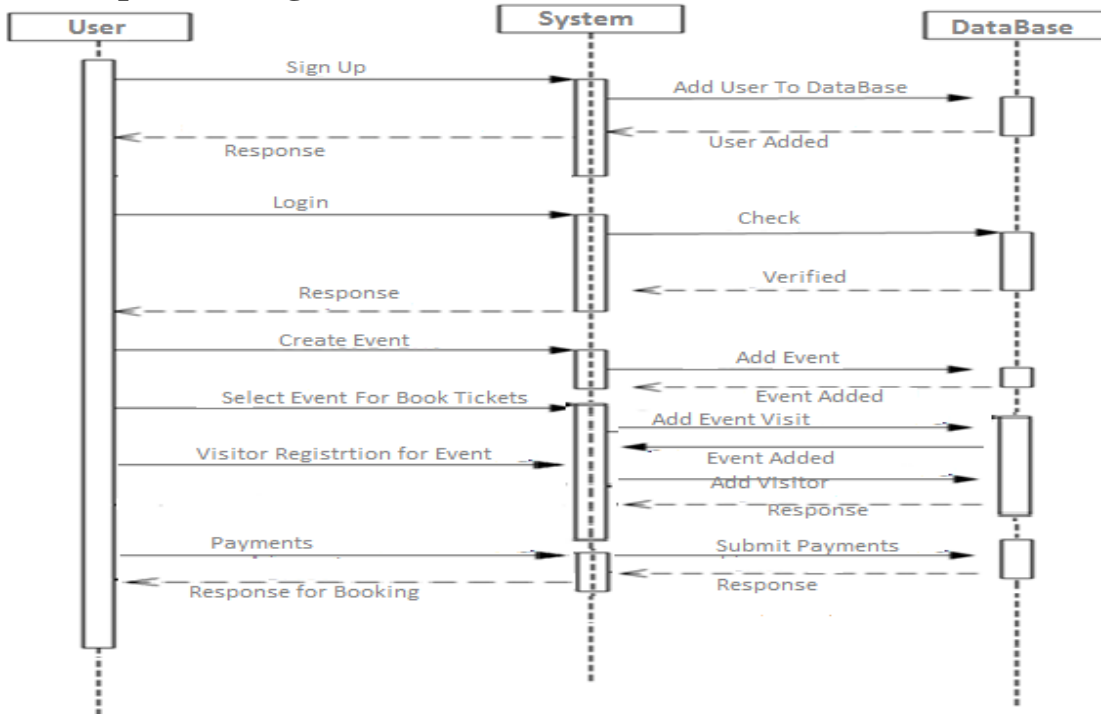 User
System
DataBase
Sign Up
Add User To DataBase
User Added
Response
Login
Check
Verified
Response
Create Event
Add Event
Event Added
Select Event For Book Tickets
Add Event Visit
Event Added
Visitor Registrtion for Event
Add Visitor
Response
Payments
Submit Payments
Response
Response for Booking